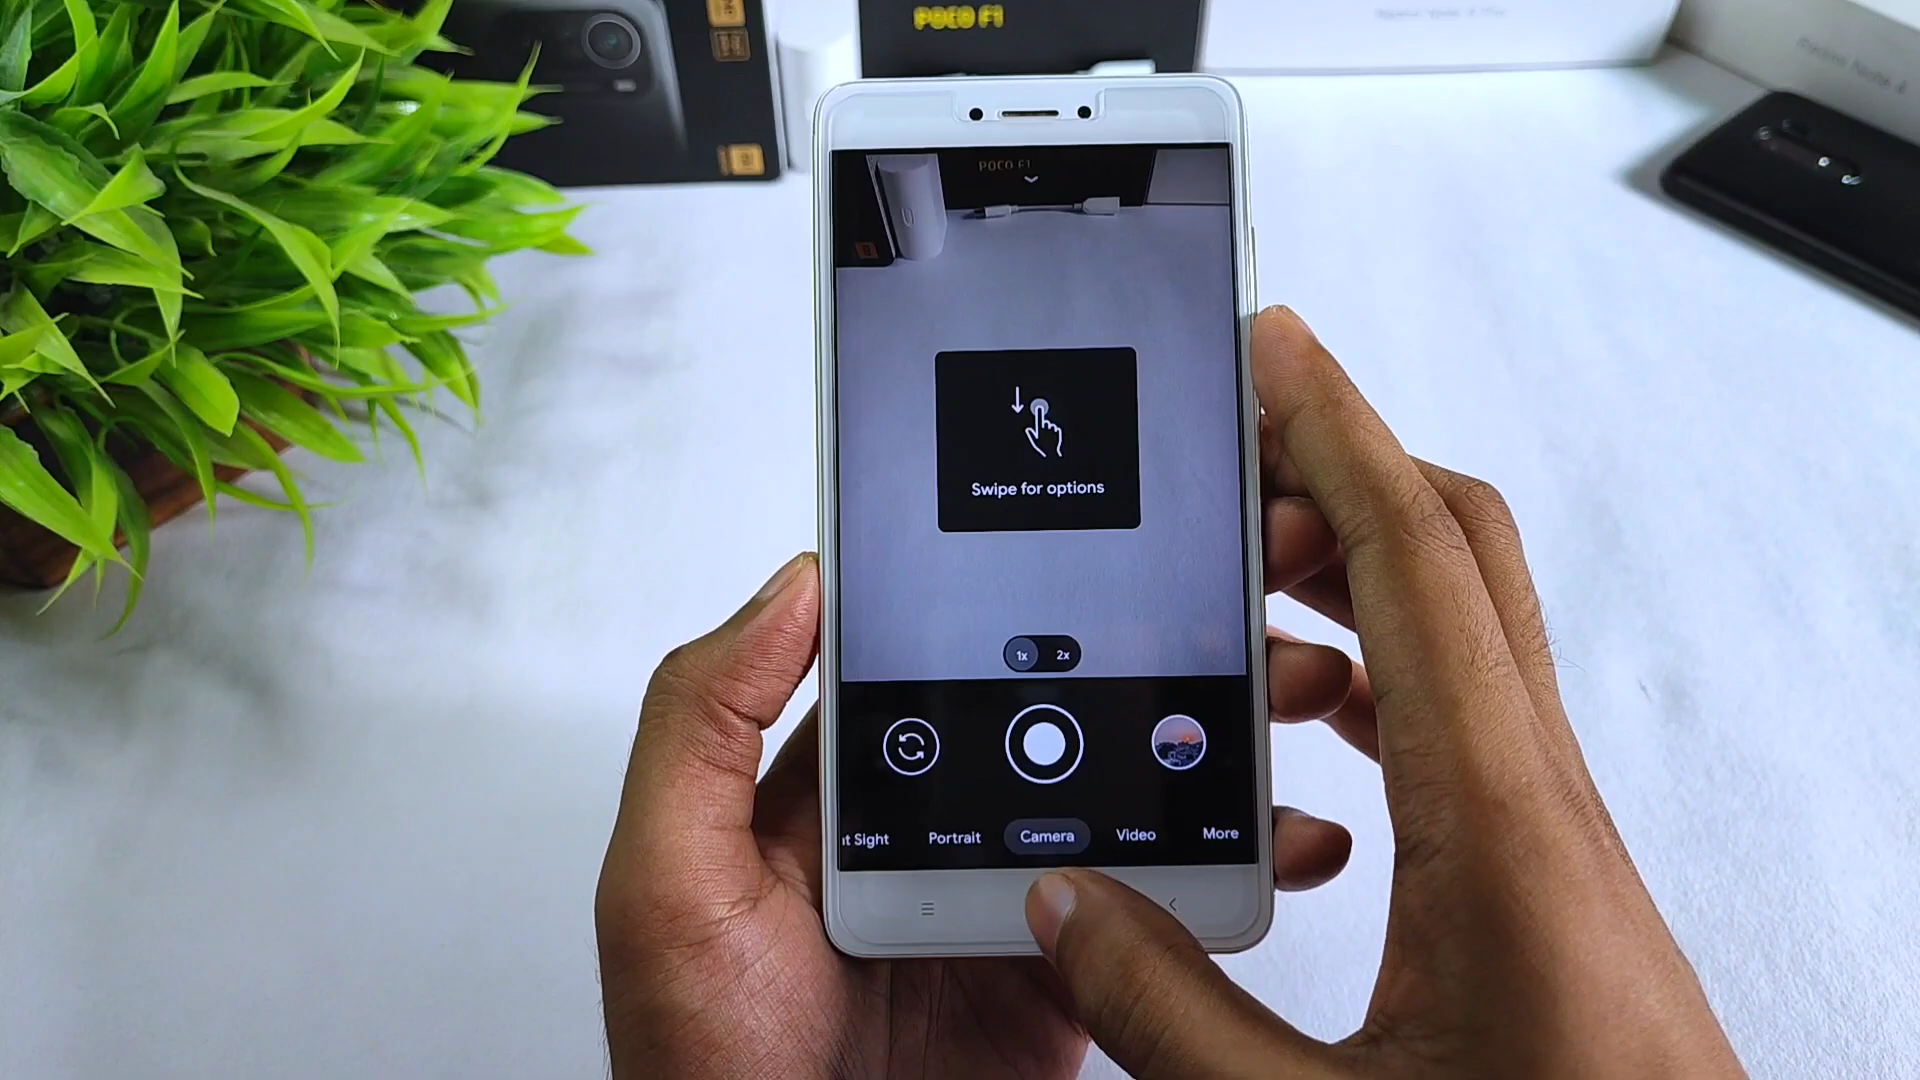 POCO F1
POCO F1
Swipe for options
1x 2x
t Sight Portrait Camera Video More